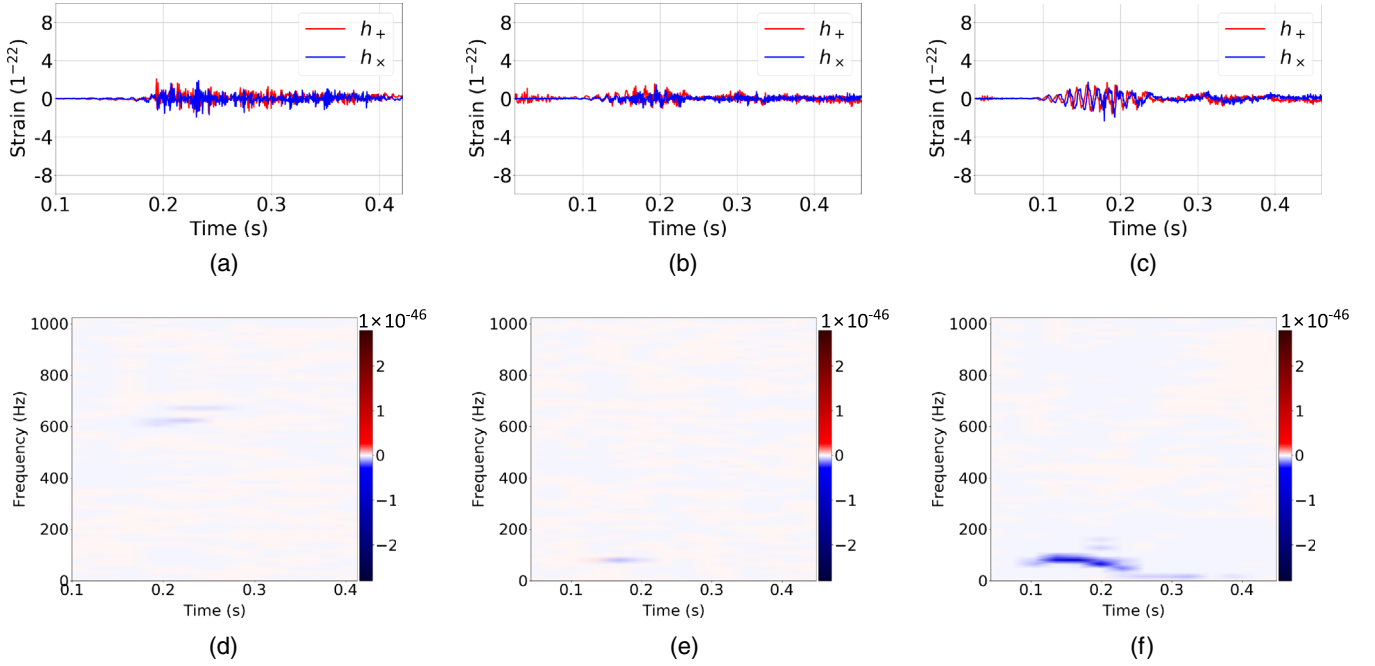 8
4
0
-4
-8
Strain (1⁻²²)
h₊
hₓ
0.1 0.2 0.3 0.4
Time (s)
(a)
8
4
0
-4
-8
Strain (1⁻²²)
h₊
hₓ
0.1 0.2 0.3 0.4
Time (s)
(b)
8
4
0
-4
-8
Strain (1⁻²²)
h₊
hₓ
0.1 0.2 0.3 0.4
Time (s)
(c)
1000
800
600
400
200
0
Frequency (Hz)
0.1 0.2 0.3 0.4
Time (s)
1×10⁻⁴⁶
2
1
0
−1
−2
(d)
1000
800
600
400
200
0
Frequency (Hz)
0.1 0.2 0.3 0.4
Time (s)
1×10⁻⁴⁶
2
1
0
−1
−2
(e)
1000
800
600
400
200
0
Frequency (Hz)
0.1 0.2 0.3 0.4
Time (s)
1×10⁻⁴⁶
2
1
0
−1
−2
(f)